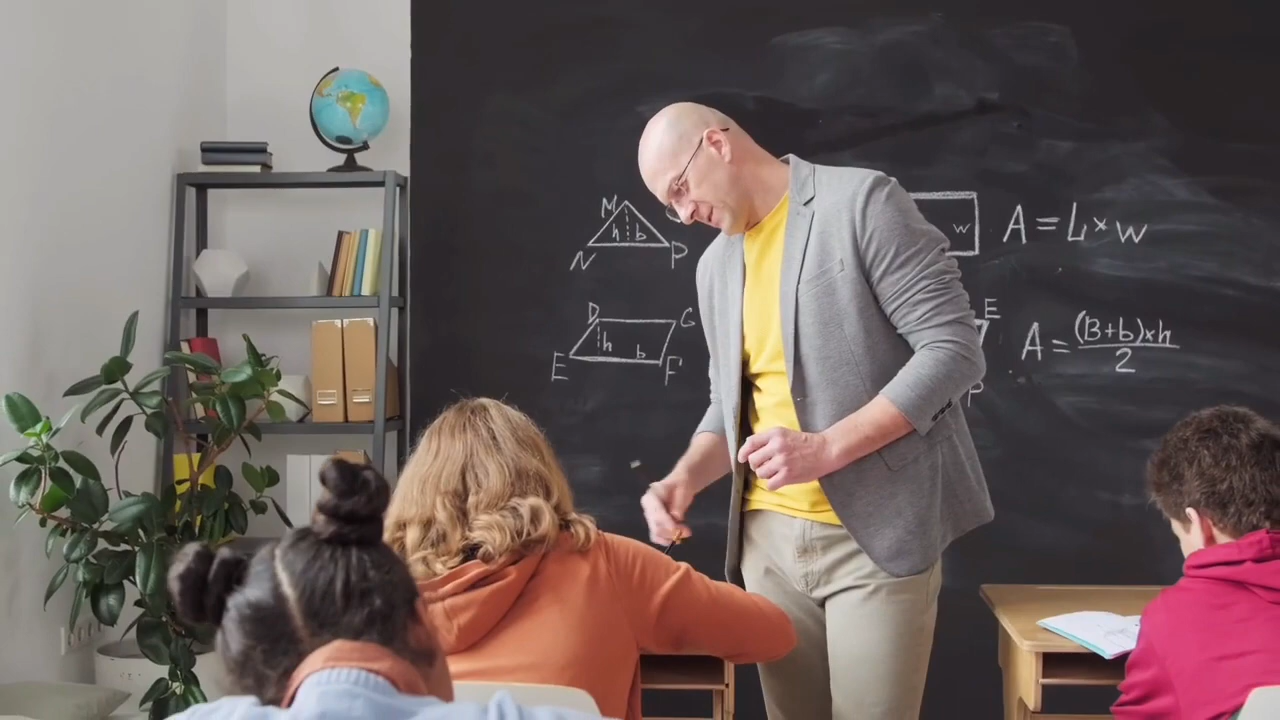 M
h b
N P
w
A = L × w
D G
h b
E F
E
A = (B+b)×h
2
P